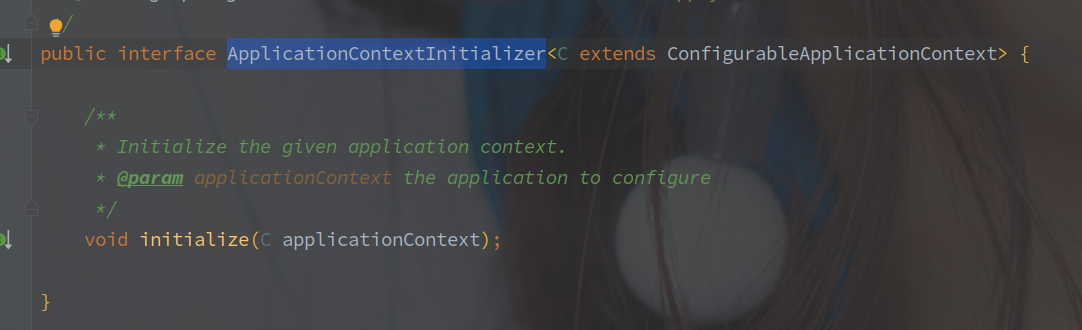 */
public interface ApplicationContextInitializer<C extends ConfigurableApplicationContext> {
/**
* Initialize the given application context.
* @param applicationContext the application to configure
*/
void initialize(C applicationContext);
}